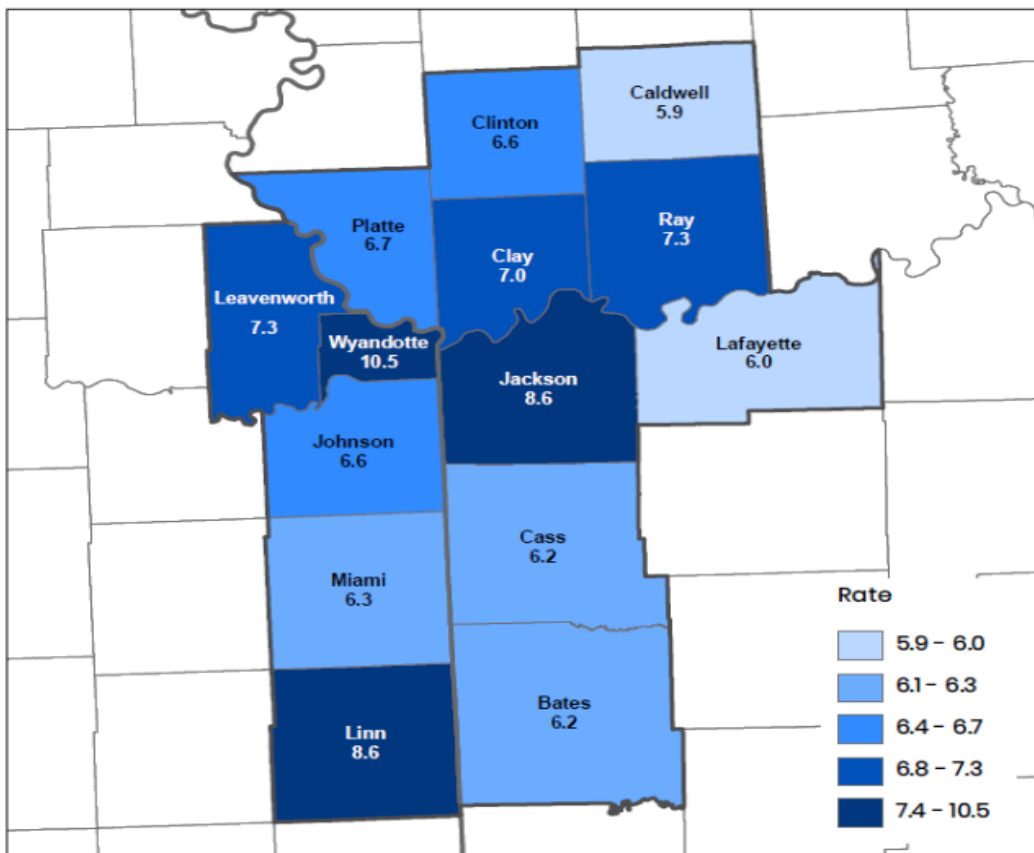 Caldwell
5.9
Clinton
6.6
Platte
6.7
Clay
7.0
Ray
7.3
Leavenworth
7.3
Wyandotte
10.5
Jackson
8.6
Lafayette
6.0
Johnson
6.6
Cass
6.2
Miami
6.3
Bates
6.2
Linn
8.6
Rate
5.9 - 6.0
6.1 - 6.3
6.4 - 6.7
6.8 - 7.3
7.4 - 10.5